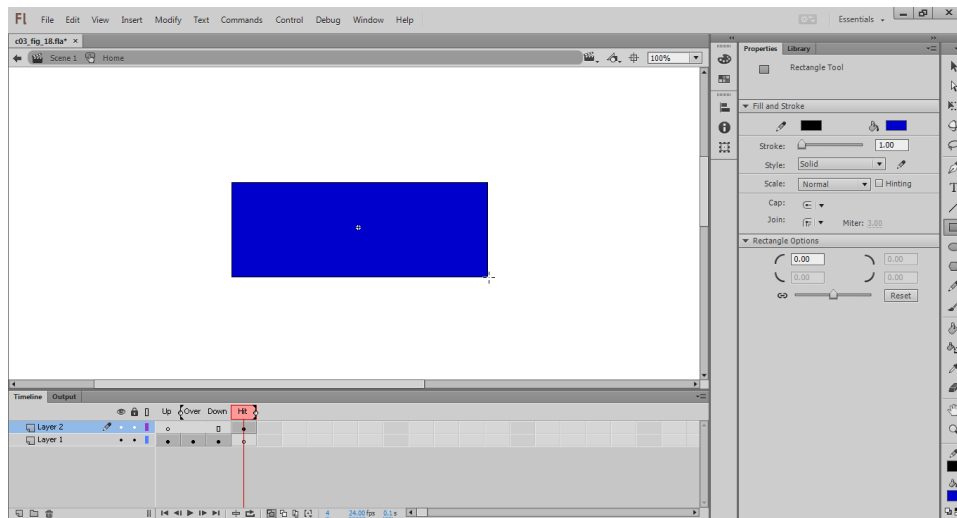 Fl File Edit View Insert Modify Text Commands Control Debug Window Help Essentials
c03_fig_18.fla* ×
Scene 1 Home 100%
Properties Library
Rectangle Tool
Fill and Stroke
Stroke: 1.00
Style: Solid
Scale: Normal Hinting
Cap:
Join: Miter: 3.00
Rectangle Options
0.00 0.00
0.00 0.00
Reset
Timeline Output
Up Over Down Hit
Layer 2
Layer 1
4 24.00 fps 0.1 s